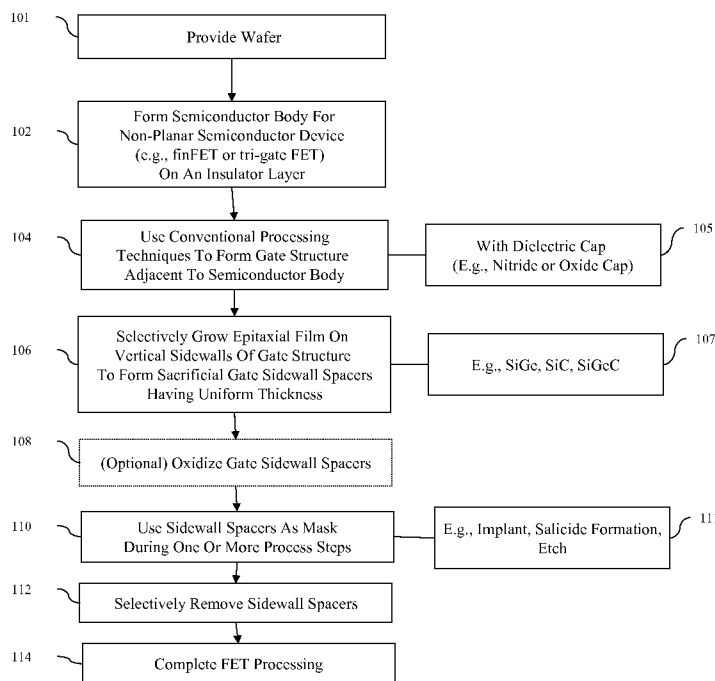 101
Provide Wafer
102
Form Semiconductor Body For
Non-Planar Semiconductor Device
(e.g., finFET or tri-gate FET)
On An Insulator Layer
104
Use Conventional Processing
Techniques To Form Gate Structure
Adjacent To Semiconductor Body
With Dielectric Cap
(E.g., Nitride or Oxide Cap)
105
106
Selectively Grow Epitaxial Film On
Vertical Sidewalls Of Gate Structure
To Form Sacrificial Gate Sidewall Spacers
Having Uniform Thickness
E.g., SiGe, SiC, SiGeC
107
108
(Optional) Oxidize Gate Sidewall Spacers
110
Use Sidewall Spacers As Mask
During One Or More Process Steps
E.g., Implant, Salicide Formation,
Etch
111
112
Selectively Remove Sidewall Spacers
114
Complete FET Processing